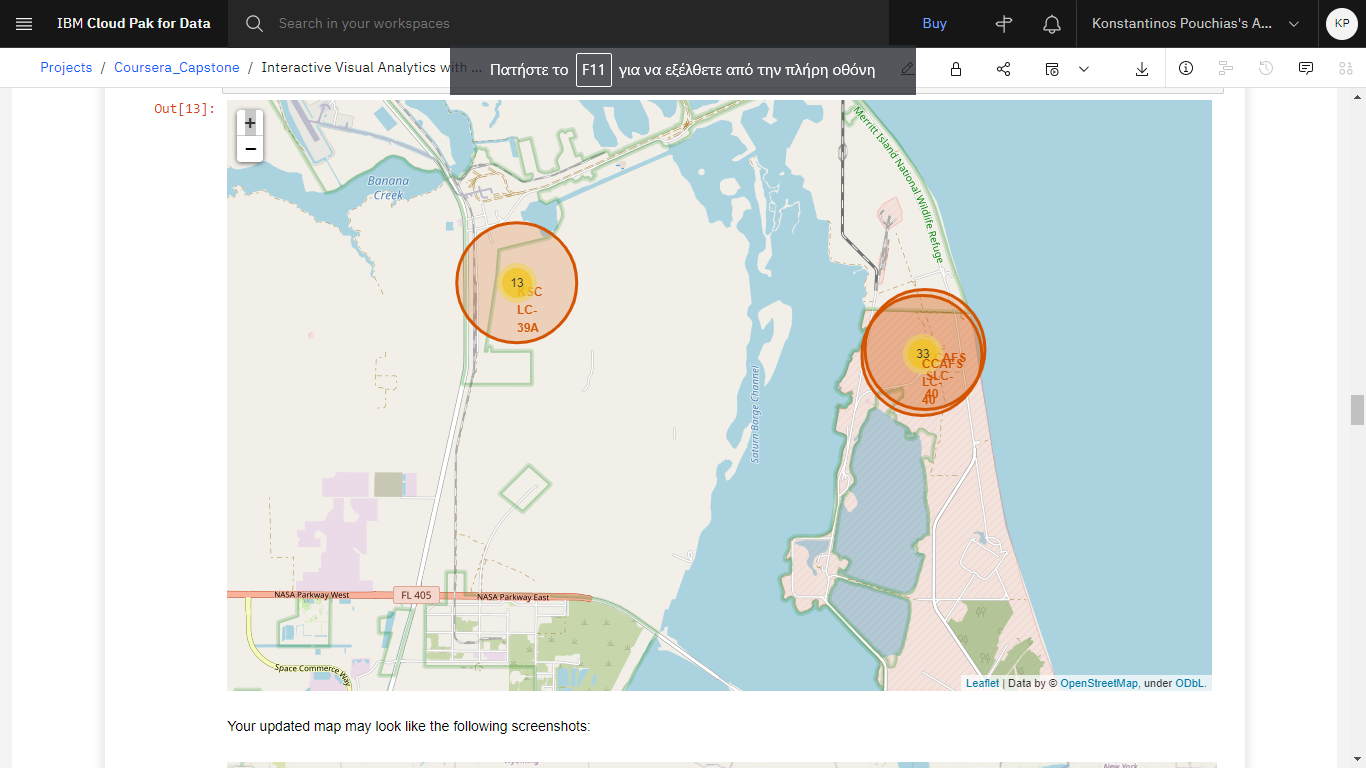 IBM Cloud Pak for Data
Search in your workspaces
Buy
Konstantinos Pouchias's A...
KP
Projects / Coursera_Capstone / Interactive Visual Analytics with ...
Πατήστε το F11 για να εξέλθετε από την πλήρη οθόνη
Out[13]:
+
−
Banana
Creek
Merritt Island National Wildlife Refuge
13
KSC
LC-
39A
33
CCAFS
SLC-
40
CCAFS
LC-
40
Saturn Barge Channel
NASA Parkway West
FL 405
NASA Parkway East
Space Commerce Way
Leaflet | Data by © OpenStreetMap, under ODbL.
Your updated map may look like the following screenshots:
Wyoming
New York